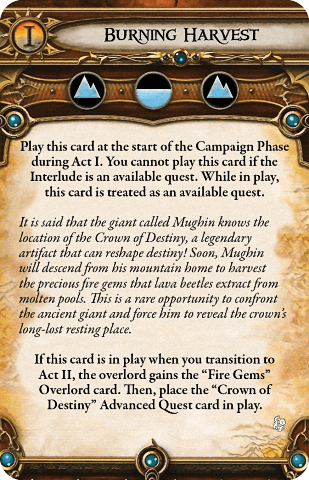 I
Burning Harvest
Play this card at the start of the Campaign Phase
during Act I. You cannot play this card if the
Interlude is an available quest. While in play,
this card is treated as an available quest.
It is said that the giant called Mughin knows the
location of the Crown of Destiny, a legendary
artifact that can reshape destiny! Soon, Mughin
will descend from his mountain home to harvest
the precious fire gems that lava beetles extract from
molten pools. This is a rare opportunity to confront
the ancient giant and force him to reveal the crown's
long-lost resting place.
If this card is in play when you transition to
Act II, the overlord gains the “Fire Gems”
Overlord card. Then, place the “Crown of
Destiny” Advanced Quest card in play.